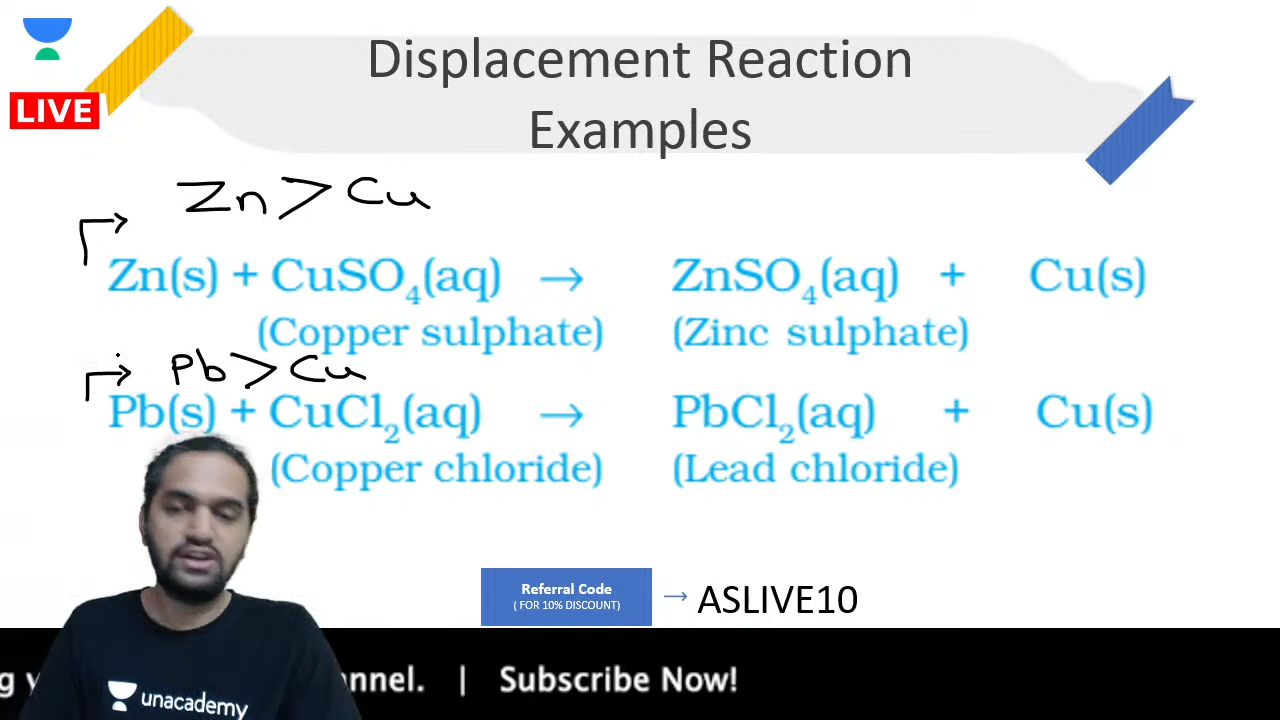 Displacement Reaction
Examples
LIVE
Zn > Cu
Zn(s) + CuSO₄(aq) → ZnSO₄(aq) + Cu(s)
(Copper sulphate) (Zinc sulphate)
Pb > Cu
Pb(s) + CuCl₂(aq) → PbCl₂(aq) + Cu(s)
(Copper chloride) (Lead chloride)
Referral Code
( FOR 10% DISCOUNT)
→ ASLIVE10
unacademy
nnel. | Subscribe Now!